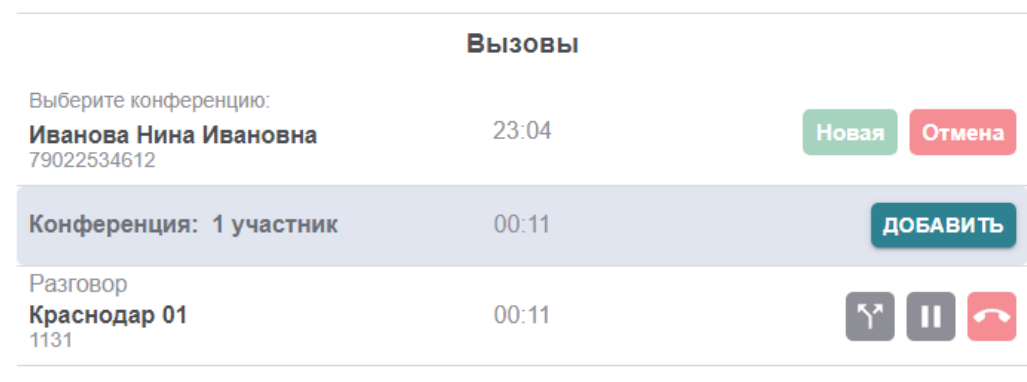 Вызовы
Выберите конференцию:
Иванова Нина Ивановна
79022534612
23:04
Новая
Отмена
Конференция: 1 участник
00:11
ДОБАВИТЬ
Разговор
Краснодар 01
1131
00:11